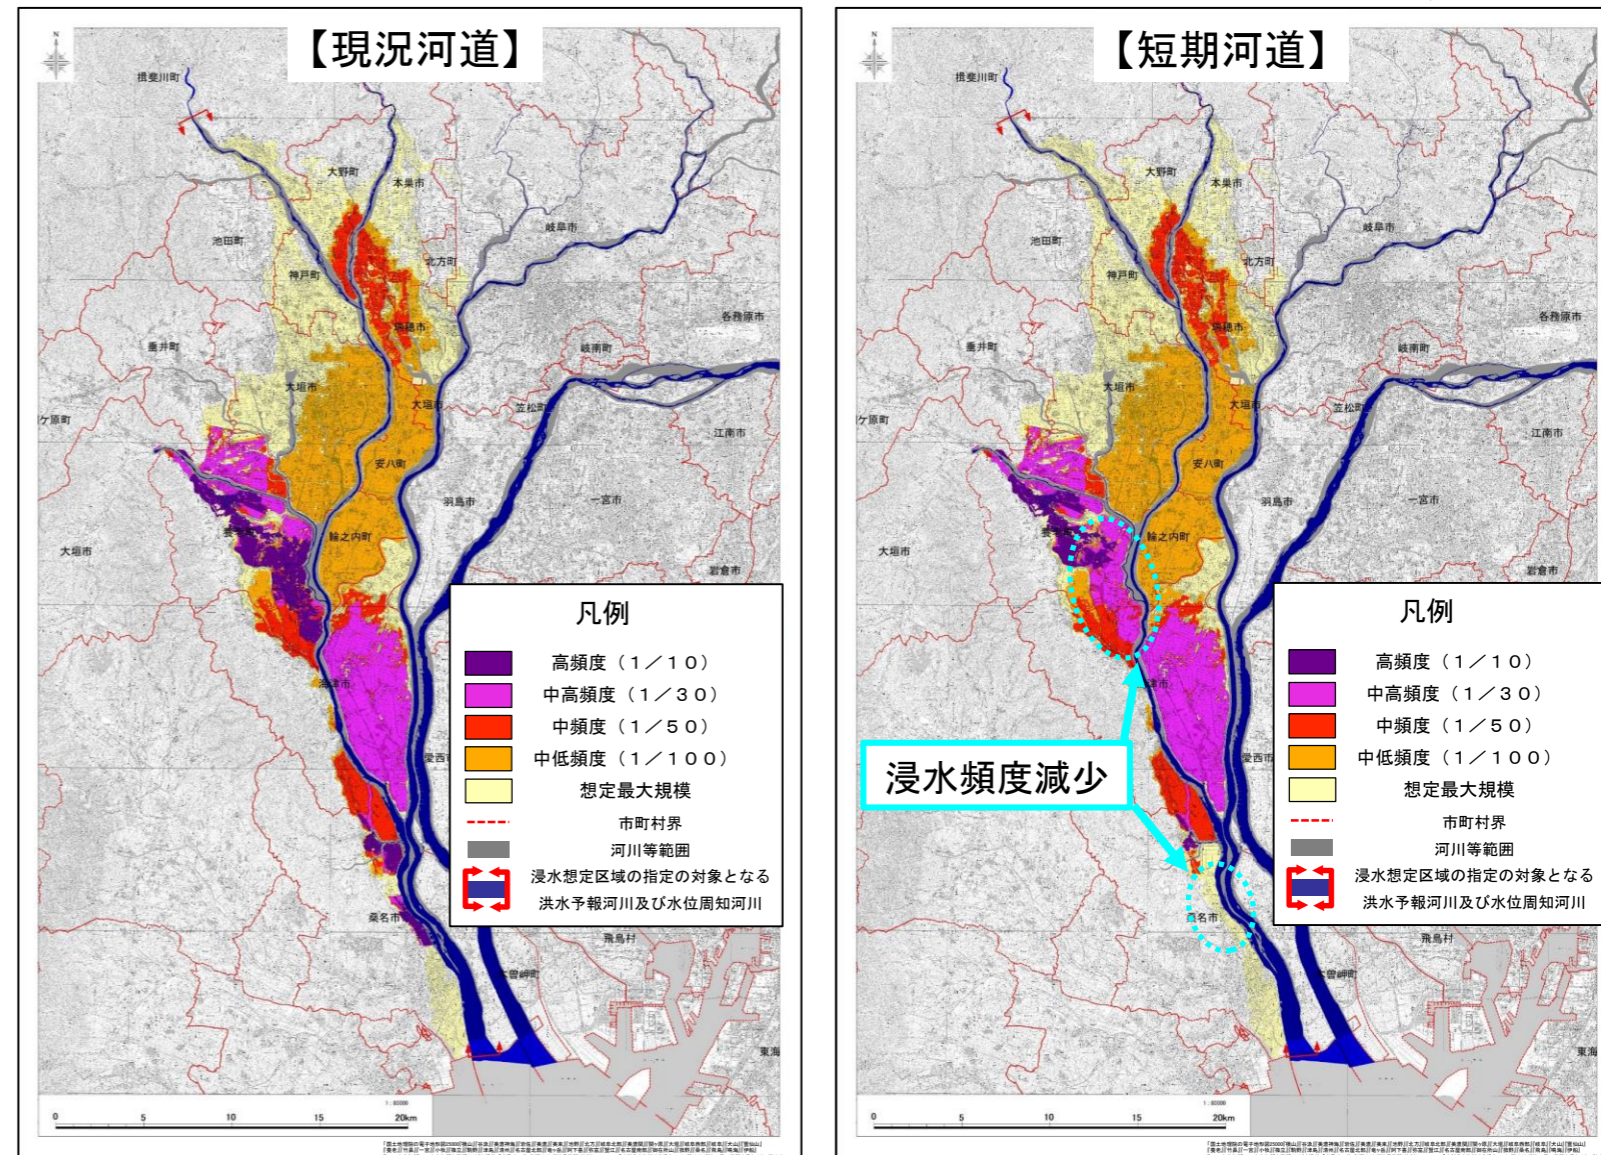 【現況河道】
N
揖斐川町
大野町
本巣市
池田町
岐阜市
北方町
神戸町
各務原市
瑞穂市
垂井町
岐南町
大垣市
大垣市
笠松町
江南市
安八町
羽島市
一宮市
大垣市
輪之内町
岩倉市
海津市
愛西市
桑名市
飛島村
木曽岬町
東海
凡例
高頻度(1/10)
中高頻度(1/30)
中頻度(1/50)
中低頻度(1/100)
想定最大規模
市町村界
河川等範囲
浸水想定区域の指定の対象となる
洪水予報河川及び水位周知河川
0 5 10 15 20km
【短期河道】
N
揖斐川町
大野町
本巣市
池田町
岐阜市
北方町
神戸町
各務原市
瑞穂市
垂井町
岐南町
大垣市
大垣市
笠松町
江南市
安八町
羽島市
一宮市
大垣市
輪之内町
岩倉市
愛西市
桑名市
飛島村
東海
浸水頻度減少
凡例
高頻度(1/10)
中高頻度(1/30)
中頻度(1/50)
中低頻度(1/100)
想定最大規模
市町村界
河川等範囲
浸水想定区域の指定の対象となる
洪水予報河川及び水位周知河川
0 5 10 15 20km